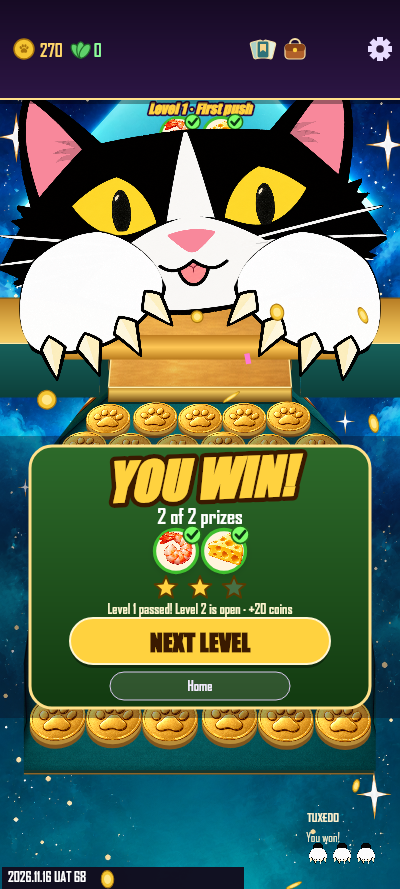 270
0
Level 1 · First push
YOU WIN!
2 of 2 prizes
Level 1 passed! Level 2 is open · +20 coins
NEXT LEVEL
Home
TUXEDO
You won!
2026.11.16 UAT 68